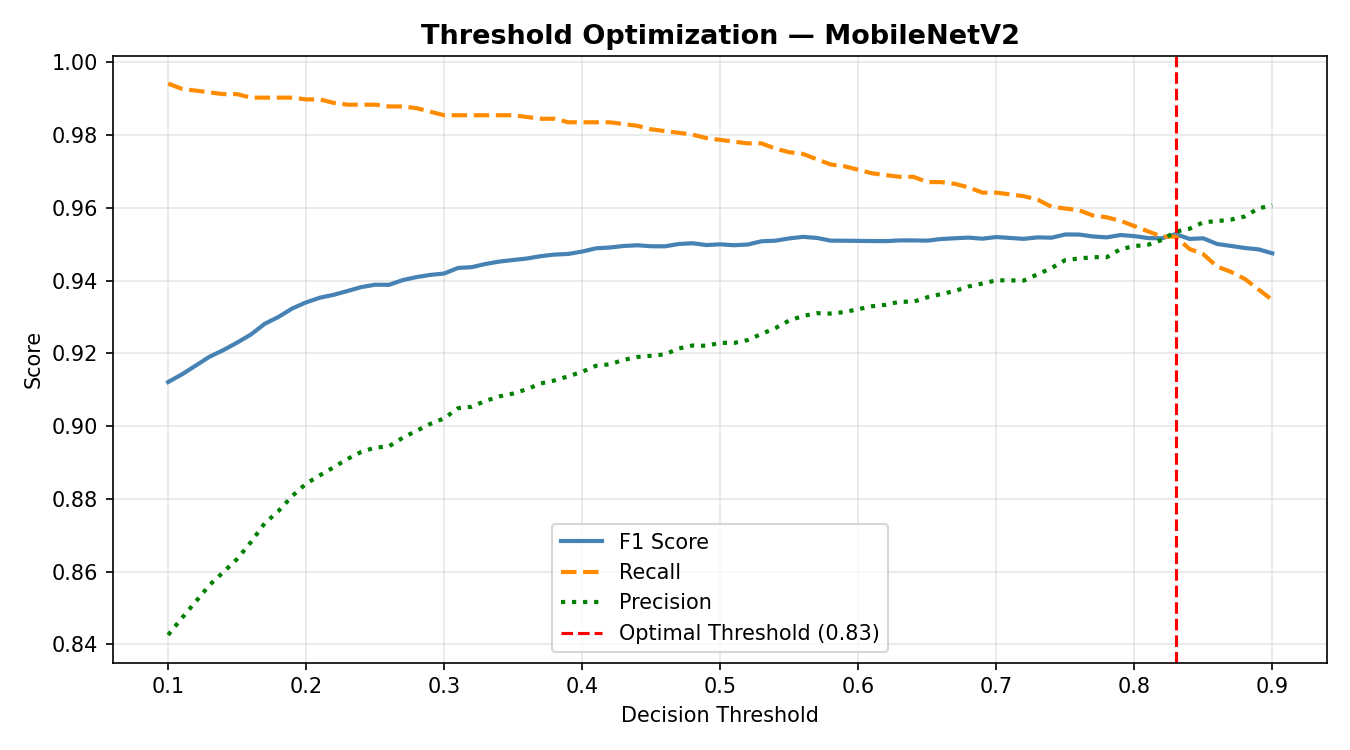 Threshold Optimization — MobileNetV2
Score
1.00
0.98
0.96
0.94
0.92
0.90
0.88
0.86
0.84
F1 Score
Recall
Precision
Optimal Threshold (0.83)
0.1 0.2 0.3 0.4 0.5 0.6 0.7 0.8 0.9
Decision Threshold